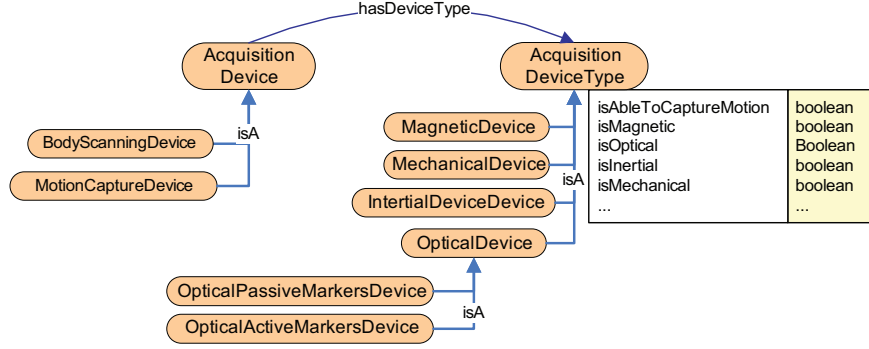 hasDeviceType
Acquisition
Device
Acquisition
DeviceType
isA
BodyScanningDevice
MotionCaptureDevice
MagneticDevice
MechanicalDevice
isA
IntertialDeviceDevice
OpticalDevice
isAbleToCaptureMotion boolean
isMagnetic boolean
isOptical Boolean
isInertial boolean
isMechanical boolean
... ...
OpticalPassiveMarkersDevice
isA
OpticalActiveMarkersDevice